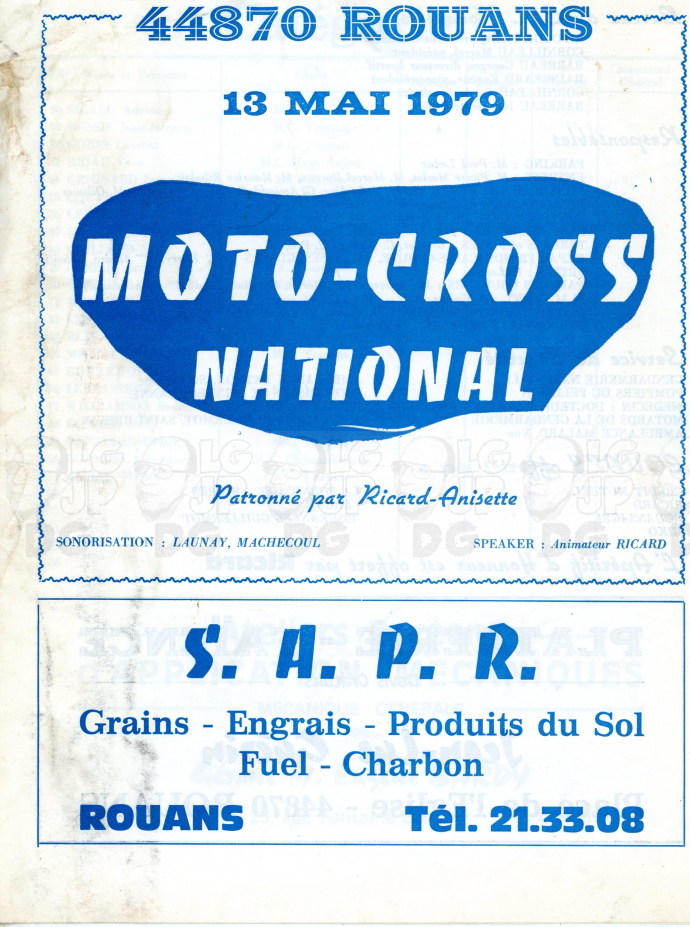 44870 ROUANS
13 MAI 1979
MOTO-CROSS
NATIONAL
Patronné par Ricard-Anisette
SONORISATION : LAUNAY, MACHECOUL SPEAKER : Animateur RICARD
S. A. P. R.
Grains - Engrais - Produits du Sol
Fuel - Charbon
ROUANS Tél. 21.33.08